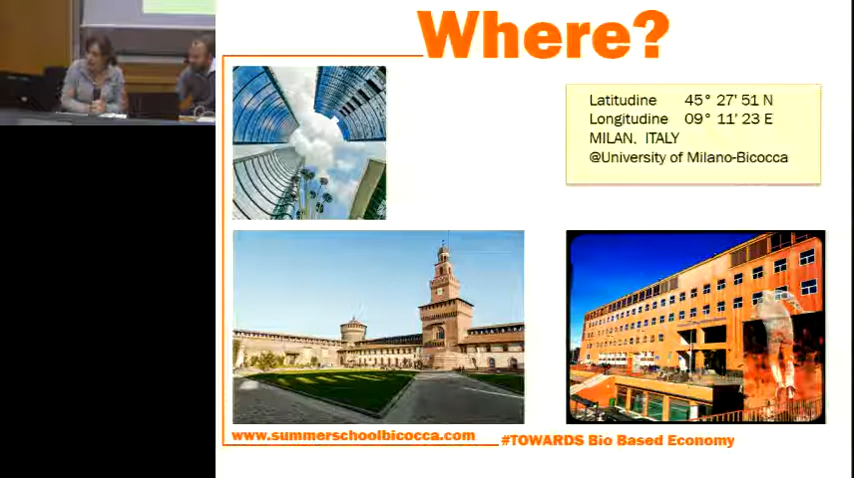 Where?
Latitudine 45° 27' 51 N
Longitudine 09° 11' 23 E
MILAN, ITALY
@University of Milano-Bicocca
www.summerschoolbicocca.com
#TOWARDS Bio Based Economy